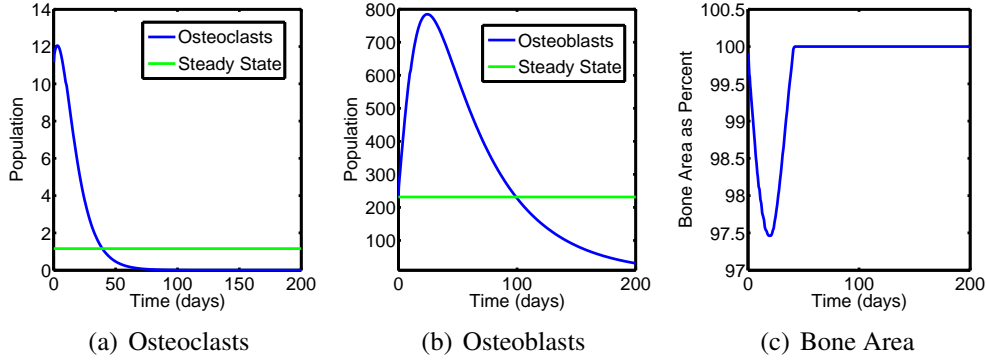 14
12
10
8
6
4
2
0
Population
Osteoclasts
Steady State
0 50 100 150 200
Time (days)
(a) Osteoclasts
800
700
600
500
400
300
200
100
Population
Osteoblasts
Steady State
0 100 200
Time (days)
(b) Osteoblasts
100.5
100
99.5
99
98.5
98
97.5
97
Bone Area as Percent
0 50 100 150 200
Time (days)
(c) Bone Area